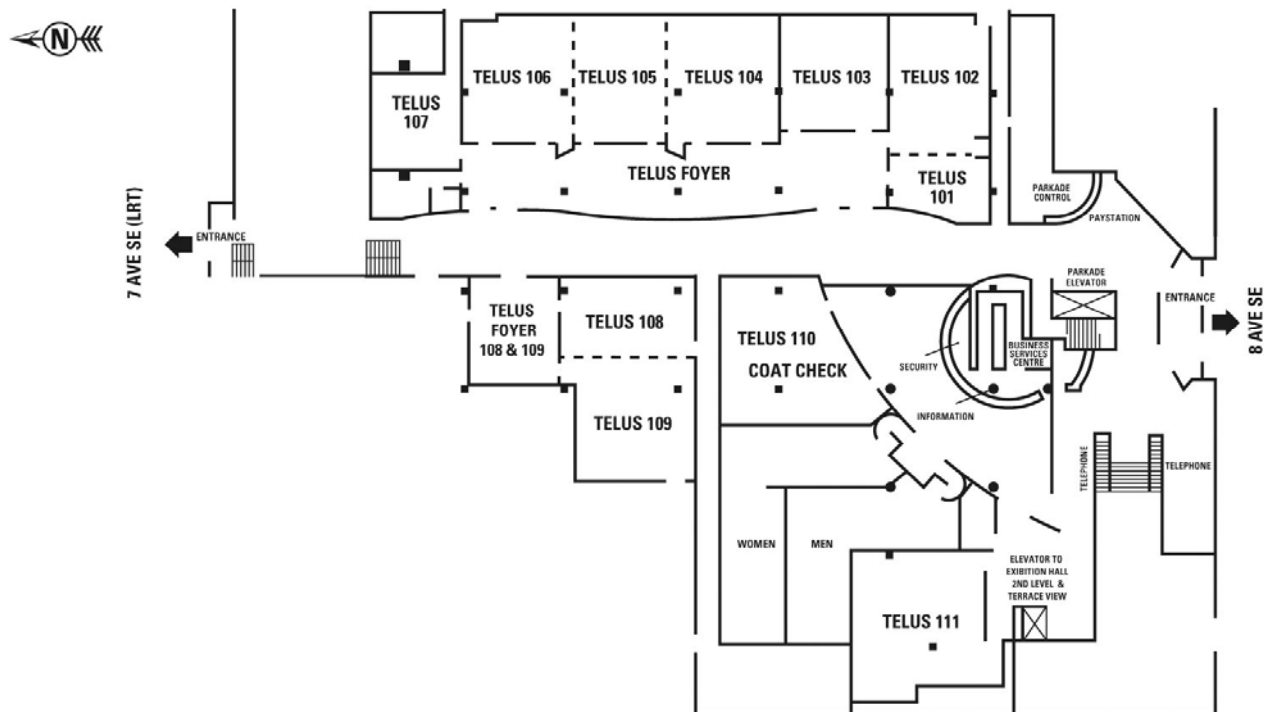 N
TELUS 106
TELUS 105
TELUS 104
TELUS 103
TELUS 102
TELUS
107
TELUS FOYER
TELUS
101
PARKADE
CONTROL
PAYSTATION
7 AVE SE (LRT)
ENTRANCE
PARKADE
ELEVATOR
ENTRANCE
8 AVE SE
TELUS
FOYER
108 & 109
TELUS 108
TELUS 110
COAT CHECK
BUSINESS
SERVICES
CENTRE
SECURITY
INFORMATION
TELUS 109
TELEPHONE
TELEPHONE
WOMEN
MEN
ELEVATOR TO
EXIBITION HALL
2ND LEVEL &
TERRACE VIEW
TELUS 111